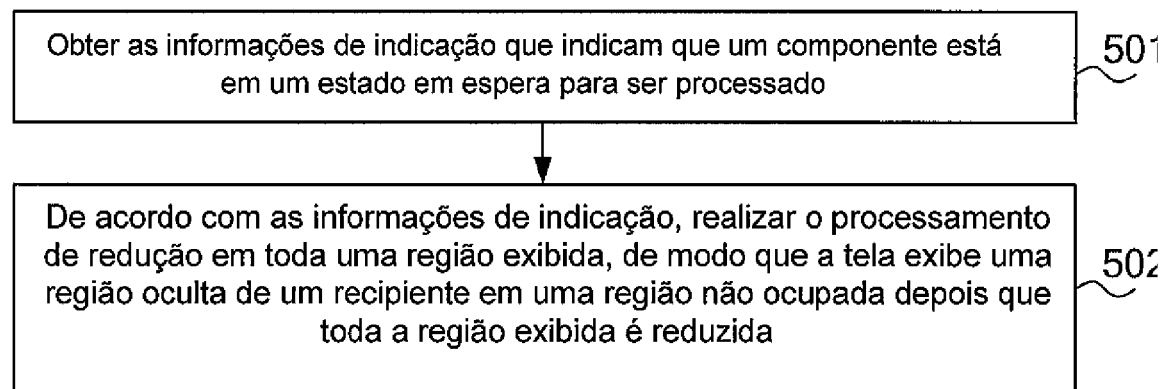 Obter as informações de indicação que indicam que um componente está
em um estado em espera para ser processado
501
De acordo com as informações de indicação, realizar o processamento
de redução em toda uma região exibida, de modo que a tela exibe uma
região oculta de um recipiente em uma região não ocupada depois que
toda a região exibida é reduzida
502